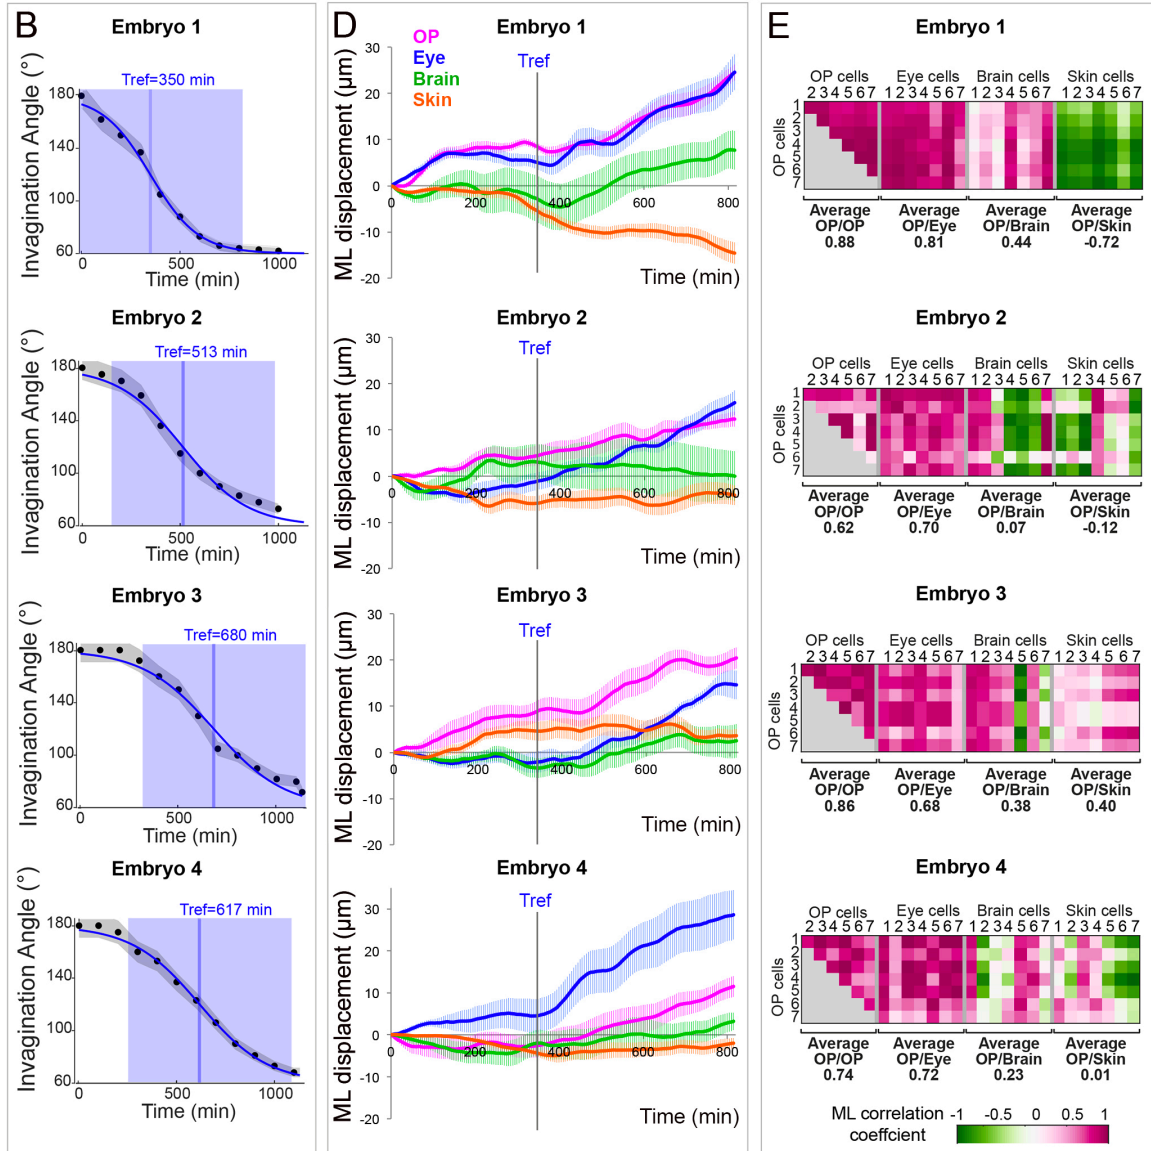 B
Embryo 1
Tref=350 min
Invagination Angle (°)
180
140
100
60
0
500
1000
Time (min)
Embryo 2
Tref=513 min
Invagination Angle (°)
180
140
100
60
0
500
1000
Time (min)
Embryo 3
Tref=680 min
Invagination Angle (°)
180
140
100
60
0
500
1000
Time (min)
Embryo 4
Tref=617 min
Invagination Angle (°)
180
140
100
60
0
500
1000
Time (min)
D
Embryo 1
OP
Eye
Brain
Skin
Tref
ML displacement (µm)
30
20
10
0
-10
-20
0
200
400
600
800
Time (min)
Embryo 2
Tref
ML displacement (µm)
30
20
10
0
-10
-20
0
200
400
600
800
Time (min)
Embryo 3
Tref
ML displacement (µm)
30
20
10
0
-10
-20
0
200
400
600
800
Time (min)
Embryo 4
Tref
ML displacement (µm)
30
20
10
0
-10
-20
0
200
400
600
800
Time (min)
E
Embryo 1
OP cells Eye cells Brain cells Skin cells
2 3 4 5 6 7 1 2 3 4 5 6 7 1 2 3 4 5 6 7 1 2 3 4 5 6 7
OP cells
1
2
3
4
5
6
7
Average Average Average Average
OP/OP OP/Eye OP/Brain OP/Skin
0.88 0.81 0.44 -0.72
Embryo 2
OP cells Eye cells Brain cells Skin cells
2 3 4 5 6 7 1 2 3 4 5 6 7 1 2 3 4 5 6 7 1 2 3 4 5 6 7
OP cells
1
2
3
4
5
6
7
Average Average Average Average
OP/OP OP/Eye OP/Brain OP/Skin
0.62 0.70 0.07 -0.12
Embryo 3
OP cells Eye cells Brain cells Skin cells
2 3 4 5 6 7 1 2 3 4 5 6 7 1 2 3 4 5 6 7 1 2 3 4 5 6 7
OP cells
1
2
3
4
5
6
7
Average Average Average Average
OP/OP OP/Eye OP/Brain OP/Skin
0.86 0.68 0.38 0.40
Embryo 4
OP cells Eye cells Brain cells Skin cells
2 3 4 5 6 7 1 2 3 4 5 6 7 1 2 3 4 5 6 7 1 2 3 4 5 6 7
OP cells
1
2
3
4
5
6
7
Average Average Average Average
OP/OP OP/Eye OP/Brain OP/Skin
0.74 0.72 0.23 0.01
ML correlation
coeffcient
-1 -0.5 0 0.5 1